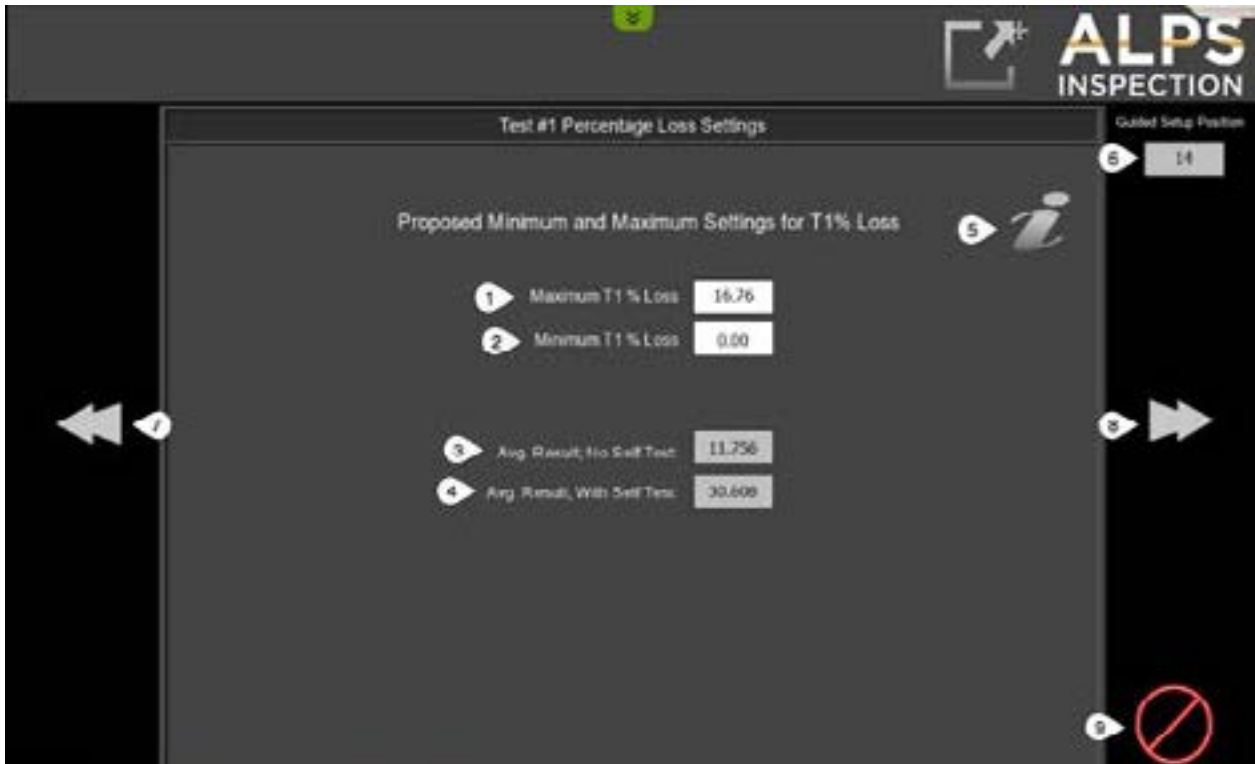 ALPS
INSPECTION
Test #1 Percentage Loss Settings
Guided Setup Position
6
14
Proposed Minimum and Maximum Settings for T1% Loss
5
i
1 Maximum T1 % Loss 16.76
2 Minimum T1 % Loss 0.00
7
8
3 Avg. Result, No Self Test: 11.756
4 Avg. Result, With Self Test: 30.608
9